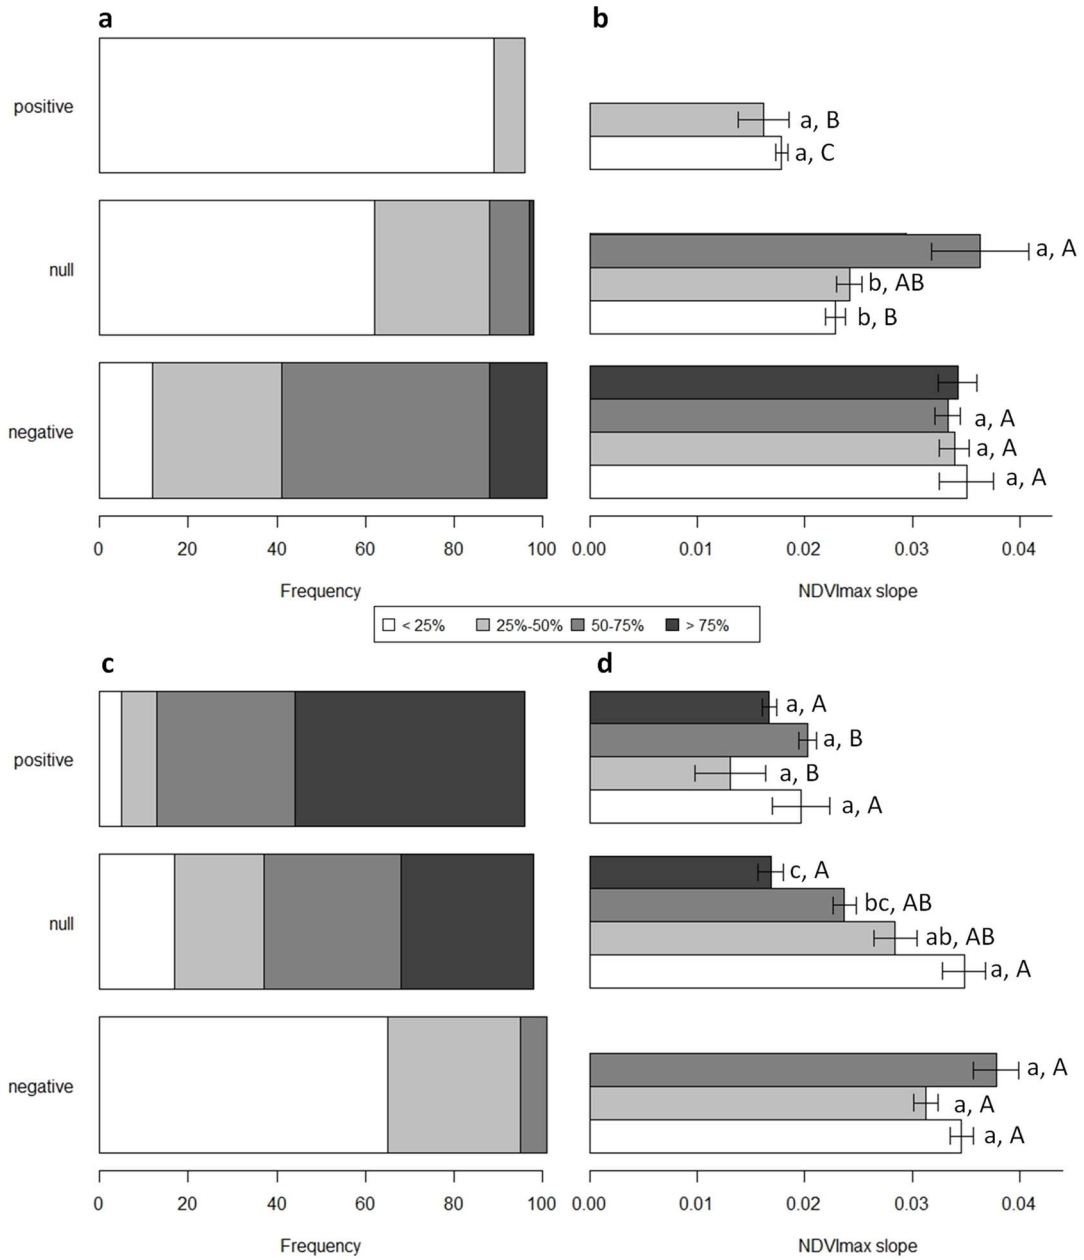 a
b
positive
a, B
a, C
null
a, A
b, AB
b, B
negative
a, A
a, A
a, A
0 20 40 60 80 100
0.00 0.01 0.02 0.03 0.04
Frequency
NDVImax slope
< 25% 25%-50% 50-75% > 75%
c
d
positive
a, A
a, B
a, B
a, A
null
c, A
bc, AB
ab, AB
a, A
negative
a, A
a, A
a, A
0 20 40 60 80 100
0.00 0.01 0.02 0.03 0.04
Frequency
NDVImax slope